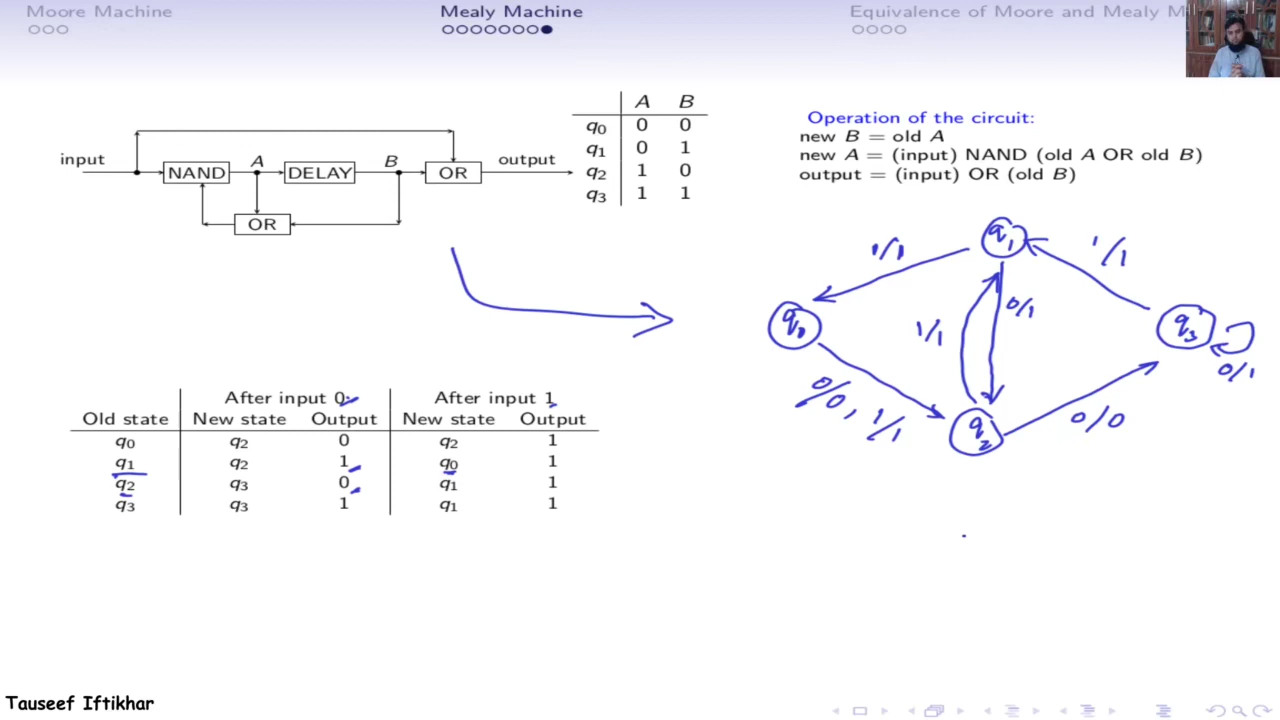 Moore Machine
Mealy Machine
Equivalence of Moore and Mealy M
input
NAND
A
DELAY
B
OR
output
OR
A B
q0 0 0
q1 0 1
q2 1 0
q3 1 1
Operation of the circuit:
new B = old A
new A = (input) NAND (old A OR old B)
output = (input) OR (old B)
q1
1/1
1/1
0/1
q0
1/1
q3
0/1
0/0, 1/1
q2
0/0
After input 0: After input 1
Old state New state Output New state Output
q0 q2 0 q2 1
q1 q2 1 q0 1
q2 q3 0 q1 1
q3 q3 1 q1 1
Tauseef Iftikhar